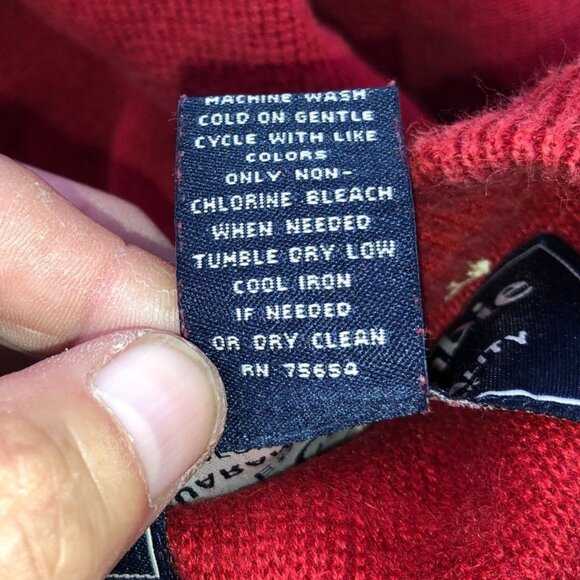 MACHINE WASH
COLD ON GENTLE
CYCLE WITH LIKE
COLORS
ONLY NON-
CHLORINE BLEACH
WHEN NEEDED
TUMBLE DRY LOW
COOL IRON
IF NEEDED
OR DRY CLEAN
RN 75654